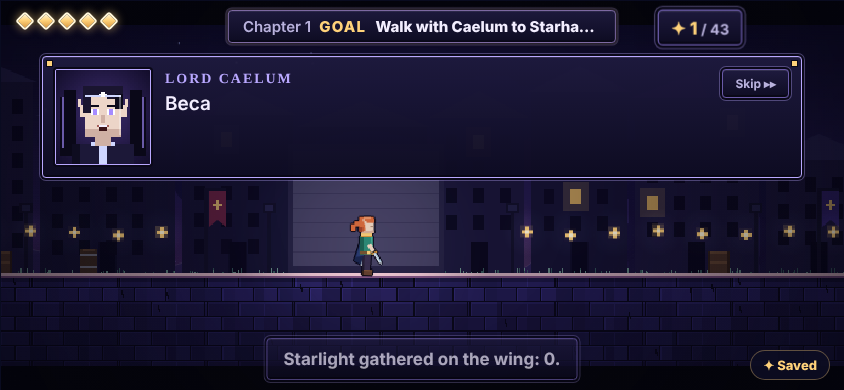 Chapter 1 GOAL Walk with Caelum to Starha...
✦ 1 / 43
LORD CAELUM
Beca
Skip ▸▸
Starlight gathered on the wing: 0.
✦ Saved